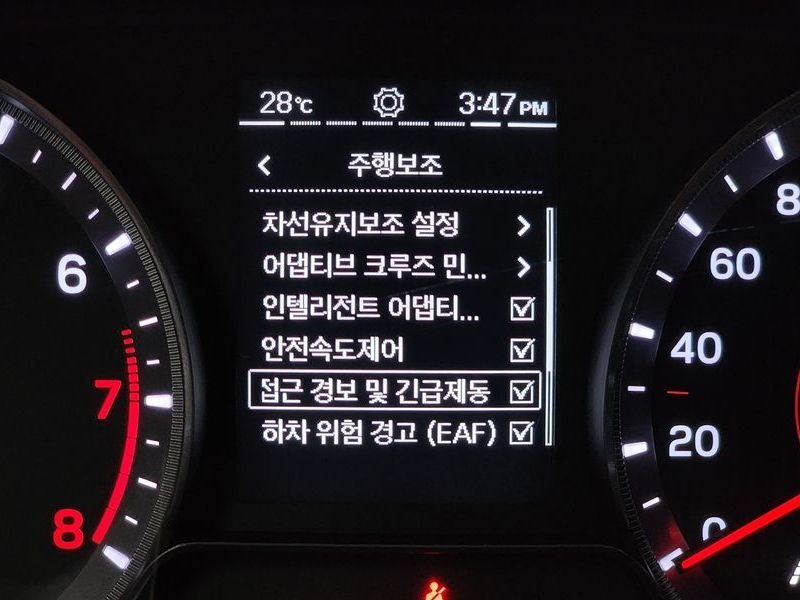 28℃ 3:47 PM
주행보조
차선유지보조 설정
어댑티브 크루즈 민...
인텔리전트 어댑티...
안전속도제어
접근 경보 및 긴급제동
하차 위험 경고 (EAF)
6
7
8
8
60
40
20
0